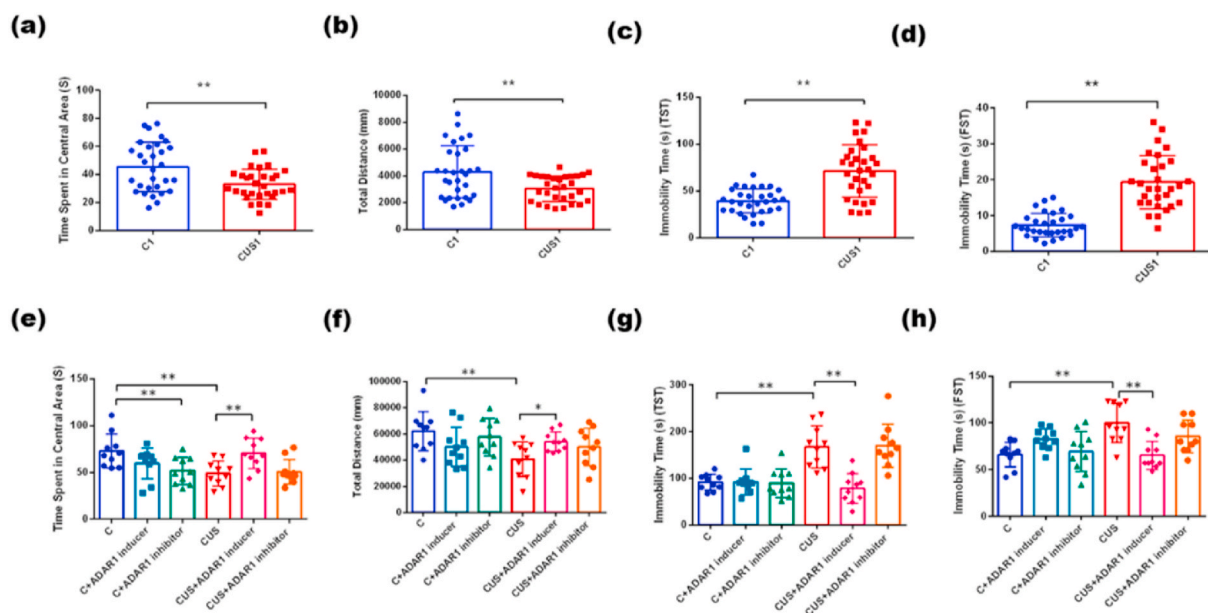 (a)
Time Spent in Central Area (S)
100
80
60
40
20
0
**
C1
CUS1
(b)
Total Distance (mm)
10000
8000
6000
4000
2000
0
**
C1
CUS1
(c)
Immobility Time (s) (TST)
150
100
50
0
**
C1
CUS1
(d)
Immobility Time (s) (FST)
40
30
20
10
0
**
C1
CUS1
(e)
Time Spent in Central Area (S)
150
100
50
0
**
**
**
C
C+ADAR1 inducer
C+ADAR1 inhibitor
CUS
CUS+ADAR1 inducer
CUS+ADAR1 inhibitor
(f)
Total Distance (mm)
100000
80000
60000
40000
20000
0
**
*
C
C+ADAR1 inducer
C+ADAR1 inhibitor
CUS
CUS+ADAR1 inducer
CUS+ADAR1 inhibitor
(g)
Immobility Time (s) (TST)
300
200
100
0
**
**
C
C+ADAR1 inducer
C+ADAR1 inhibitor
CUS
CUS+ADAR1 inducer
CUS+ADAR1 inhibitor
(h)
Immobility Time (s) (FST)
200
150
100
50
0
**
**
C
C+ADAR1 inducer
C+ADAR1 inhibitor
CUS
CUS+ADAR1 inducer
CUS+ADAR1 inhibitor